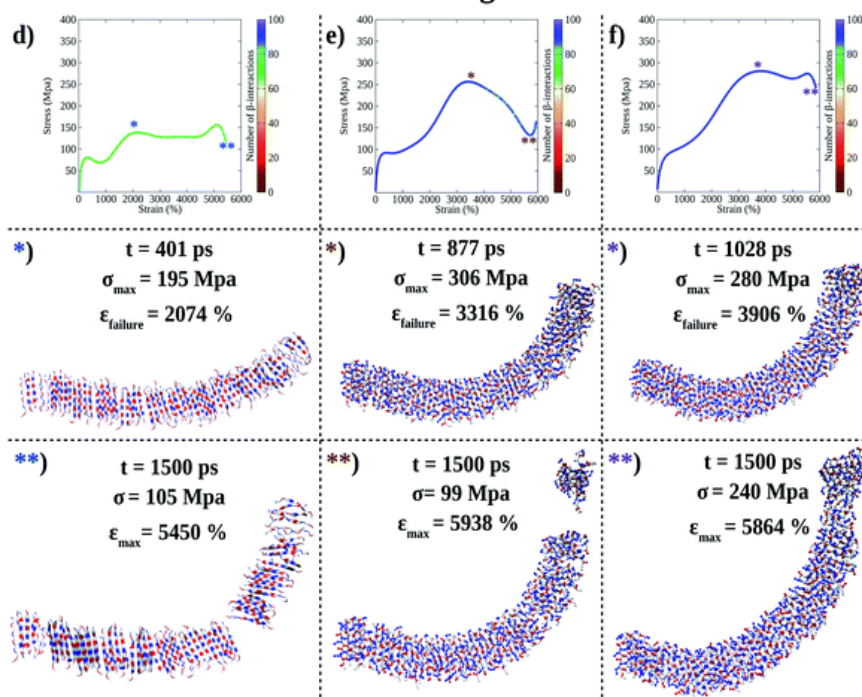 d)
400
350
300
250
200
150
100
50
Stress (Mpa)
0 1000 2000 3000 4000 5000 6000
Strain (%)
*
**
100
80
60
40
20
0
Number of β-interactions
e)
400
350
300
250
200
150
100
50
Stress (Mpa)
0 1000 2000 3000 4000 5000 6000
Strain (%)
*
**
100
80
60
40
20
0
Number of β-interactions
f)
400
350
300
250
200
150
100
50
Stress (Mpa)
0 1000 2000 3000 4000 5000 6000
Strain (%)
*
**
100
80
60
40
20
0
Number of β-interactions
*)
t = 401 ps
σmax = 195 Mpa
εfailure = 2074 %
*)
t = 877 ps
σmax = 306 Mpa
εfailure = 3316 %
*)
t = 1028 ps
σmax = 280 Mpa
εfailure = 3906 %
**)
t = 1500 ps
σ = 105 Mpa
εmax = 5450 %
**)
t = 1500 ps
σ= 99 Mpa
εmax = 5938 %
**)
t = 1500 ps
σ = 240 Mpa
εmax = 5864 %